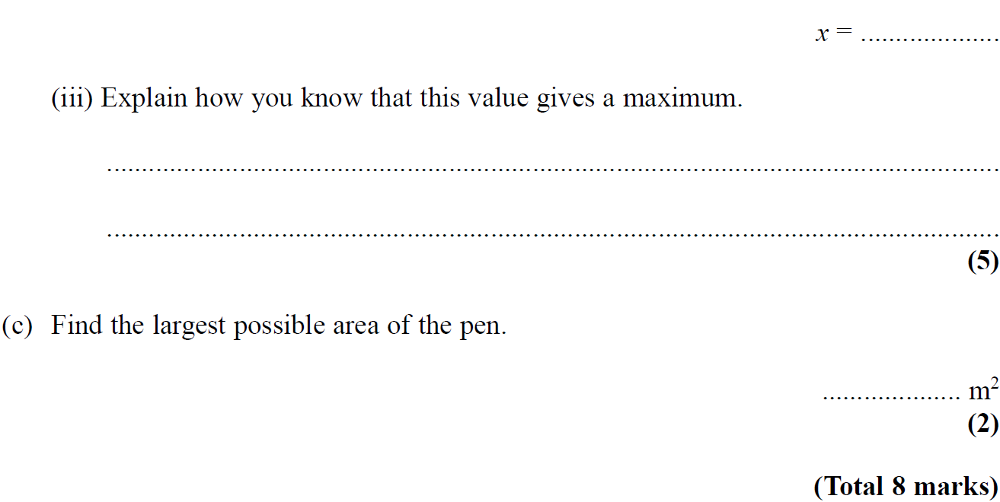 x = ....................
(iii) Explain how you know that this value gives a maximum.
................................................................................................................................
................................................................................................................................
(5)
(c) Find the largest possible area of the pen.
.................... m²
(2)
(Total 8 marks)